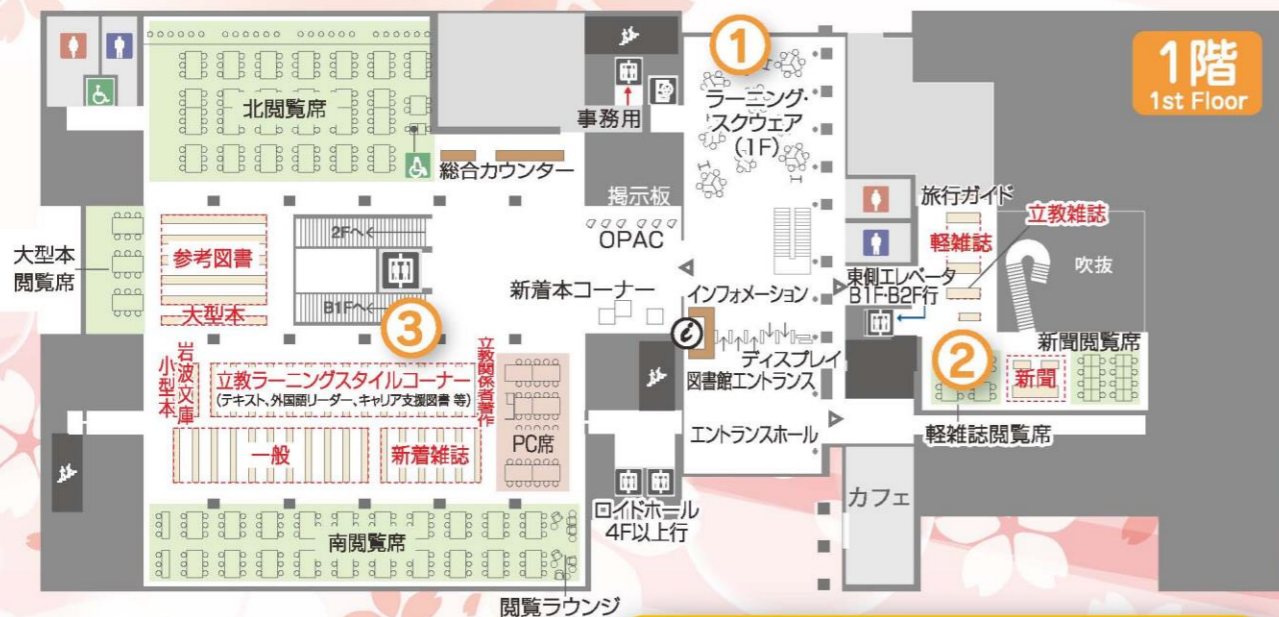 1階
1st Floor
①
ラーニング・
スクウェア
(1F)
北閲覧席
事務用
総合カウンター
掲示板
OPAC
旅行ガイド
立教雑誌
軽雑誌
吹抜
大型本
閲覧席
参考図書
大型本
2Fへ
B1Fへ
③
新着本コーナー
インフォメーション
i
ディスプレイ
図書館エントランス
エントランスホール
東側エレベータ
B1F・B2F行
②
新聞閲覧席
新聞
軽雑誌閲覧席
小型本
岩波文庫
立教ラーニングスタイルコーナー
(テキスト、外国語リーダー、キャリア支援図書 等)
立教関係者著作
一般
新着雑誌
PC席
ロイドホール
4F以上行
カフェ
南閲覧席
閲覧ラウンジ